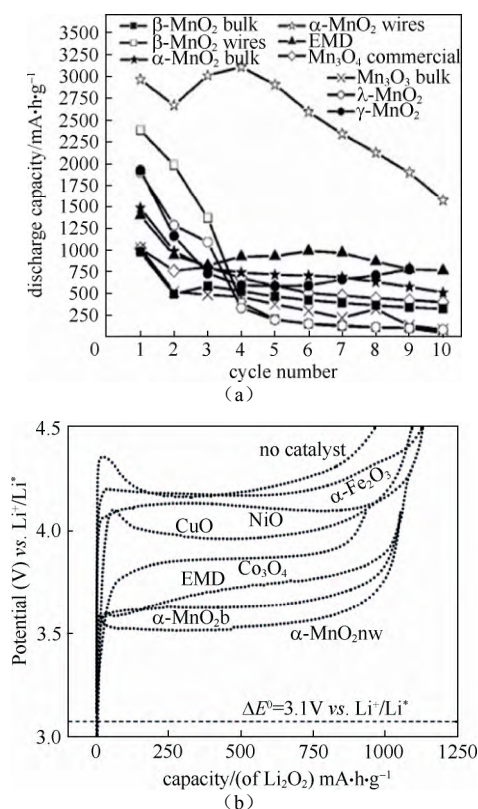 β-MnO₂ bulk
β-MnO₂ wires
α-MnO₂ bulk
α-MnO₂ wires
EMD
Mn₃O₄ commercial
Mn₃O₃ bulk
λ-MnO₂
γ-MnO₂
discharge capacity/mA·h·g⁻¹
3500
3250
3000
2750
2500
2250
2000
1750
1500
1250
1000
750
500
250
0
1 2 3 4 5 6 7 8 9 10
cycle number
(a)
Potential (V) vs. Li⁺/Li*
4.5
4.0
3.5
3.0
no catalyst
α-Fe₂O₃
CuO
NiO
Co₃O₄
EMD
α-MnO₂b
α-MnO₂nw
ΔE⁰=3.1V vs. Li⁺/Li*
0 250 500 750 1000 1250
capacity/(of Li₂O₂) mA·h·g⁻¹
(b)